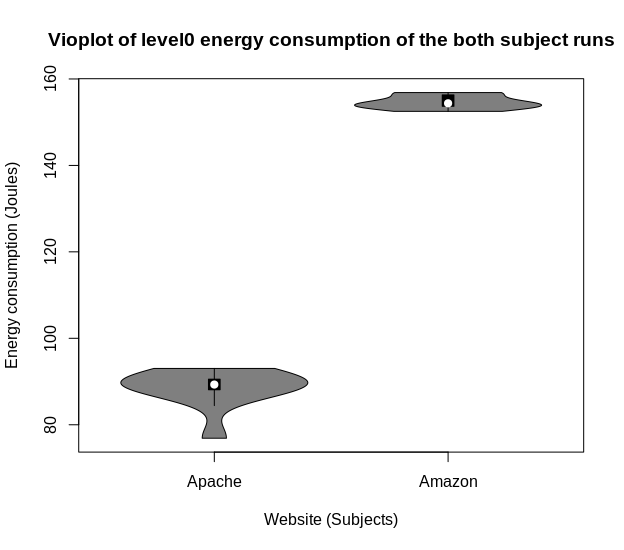 Vioplot of level0 energy consumption of the both subject runs
160
140
120
100
80
Energy consumption (Joules)
Apache Amazon
Website (Subjects)